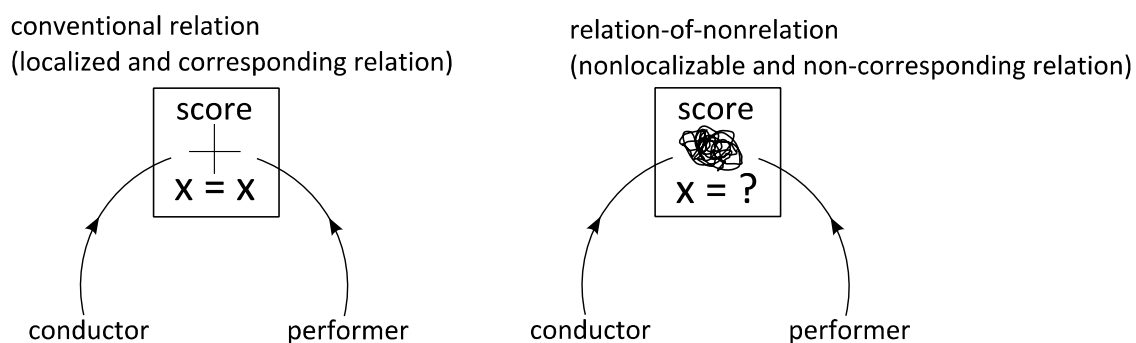 conventional relation
(localized and corresponding relation)
score
x = x
conductor
performer
relation-of-nonrelation
(nonlocalizable and non-corresponding relation)
score
x = ?
conductor
performer